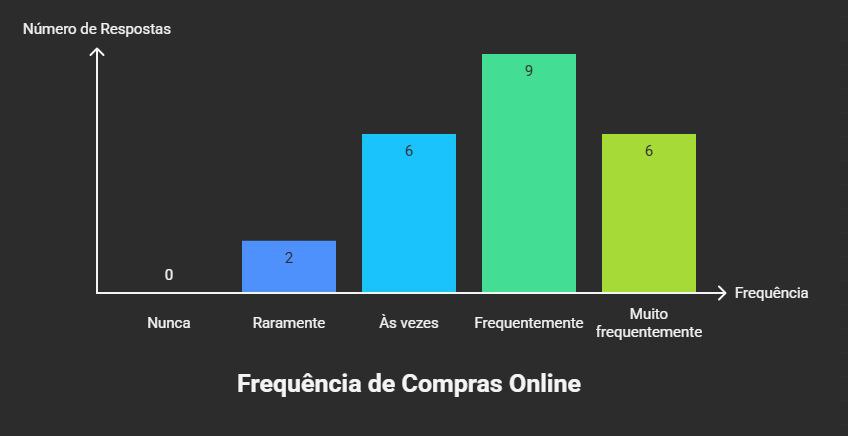 Número de Respostas
9
6
6
2
0
Frequência
Nunca
Raramente
Às vezes
Frequentemente
Muito
frequentemente
Frequência de Compras Online